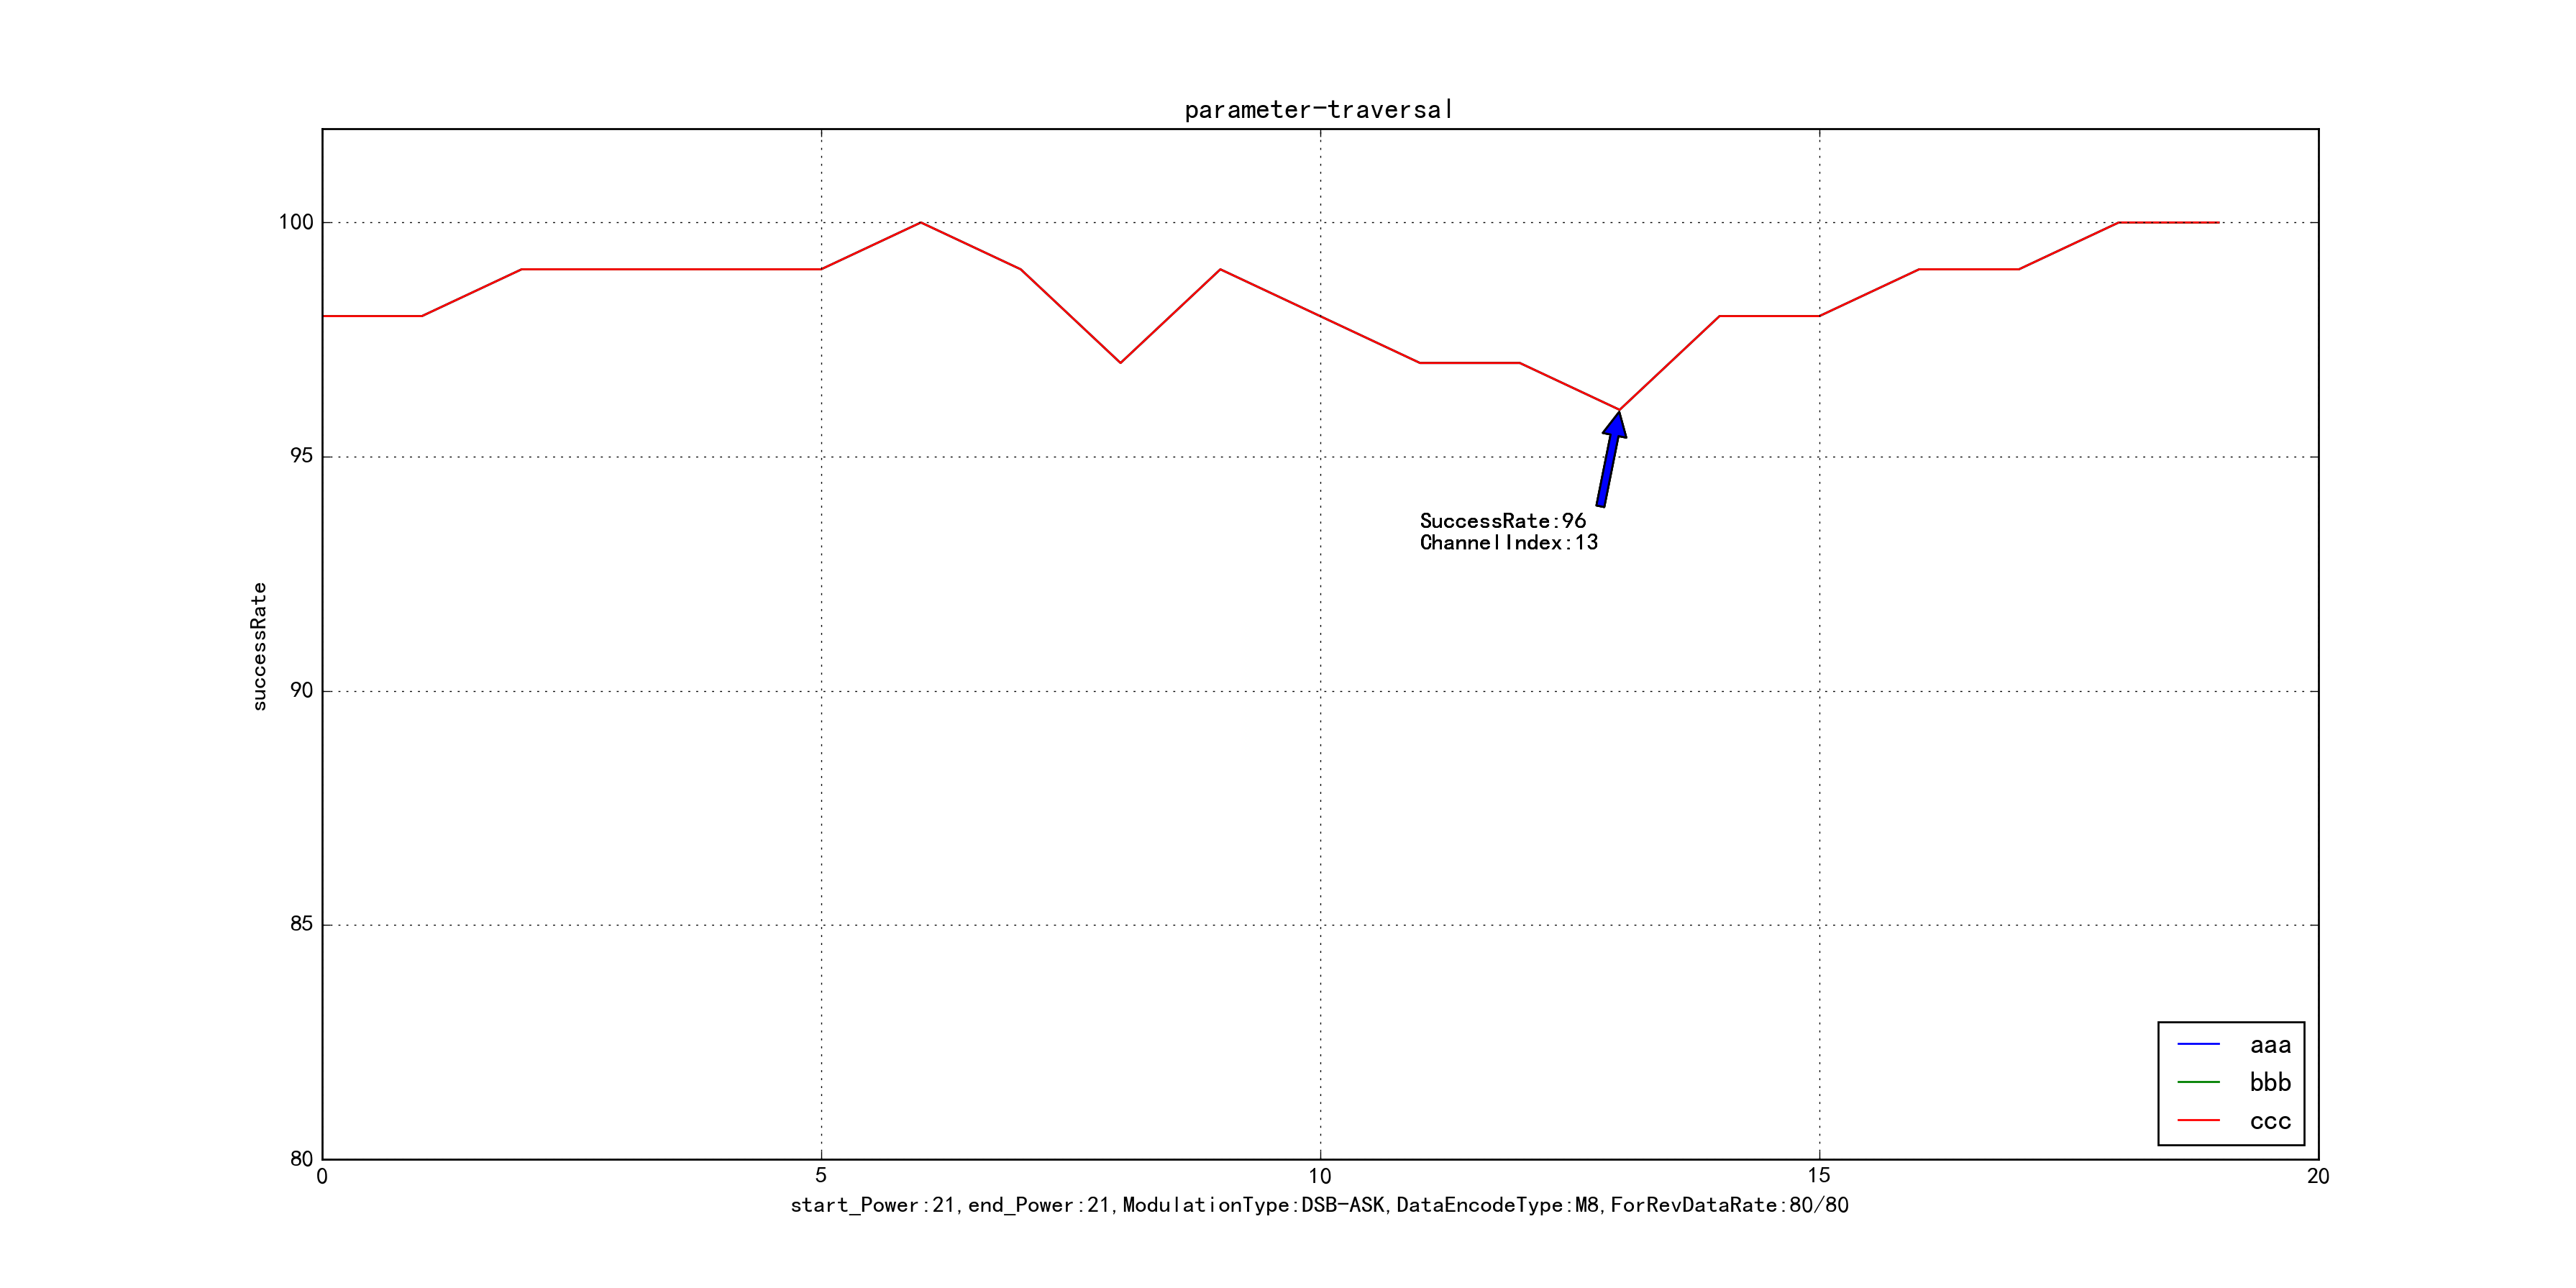 parameter-traversal
100
95
90
85
80
successRate
SuccessRate:96
ChannelIndex:13
aaa
bbb
ccc
0 5 10 15 20
start_Power:21,end_Power:21,ModulationType:DSB-ASK,DataEncodeType:M8,ForRevDataRate:80/80